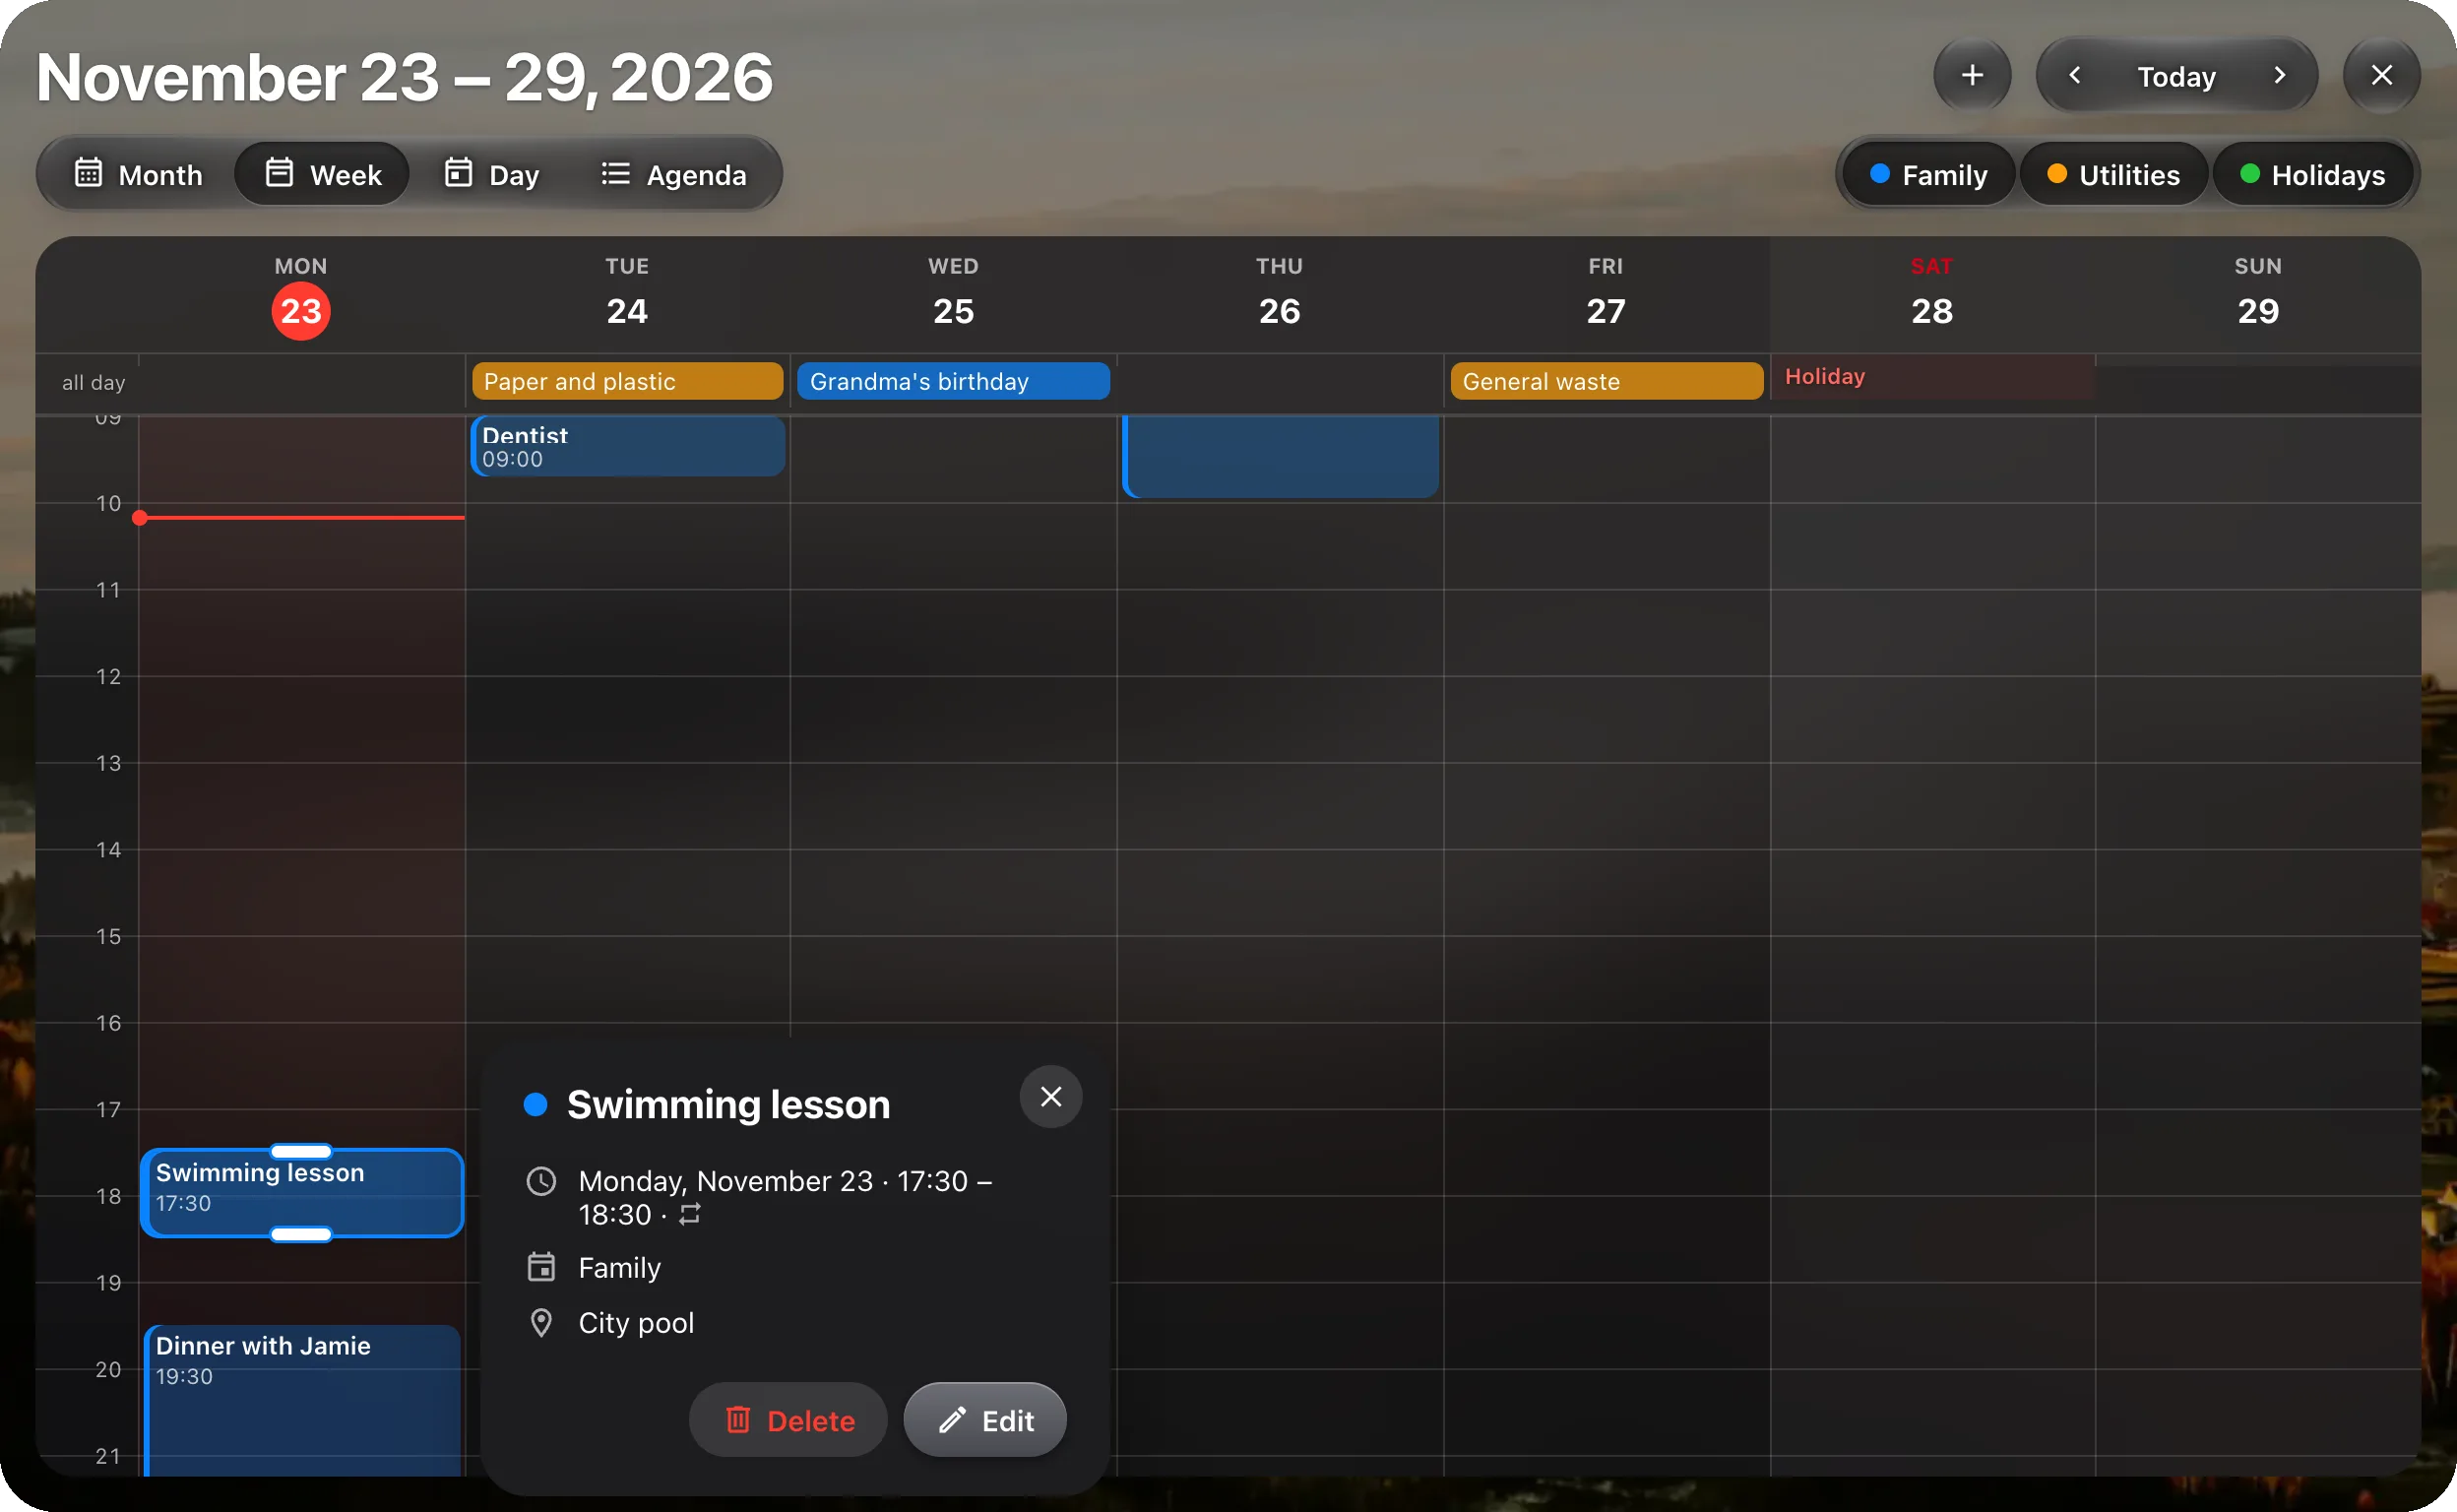 November 23 – 29, 2026
Today
Month
Week
Day
Agenda
Family
Utilities
Holidays
MON
TUE
WED
THU
FRI
SAT
SUN
23
24
25
26
27
28
29
all day
Paper and plastic
Grandma's birthday
General waste
Holiday
09
Dentist
09:00
10
11
12
13
14
15
16
17
Swimming lesson
17:30
18
19
Dinner with Jamie
19:30
20
21
Swimming lesson
Monday, November 23 · 17:30 –
18:30 ·
Family
City pool
Delete
Edit